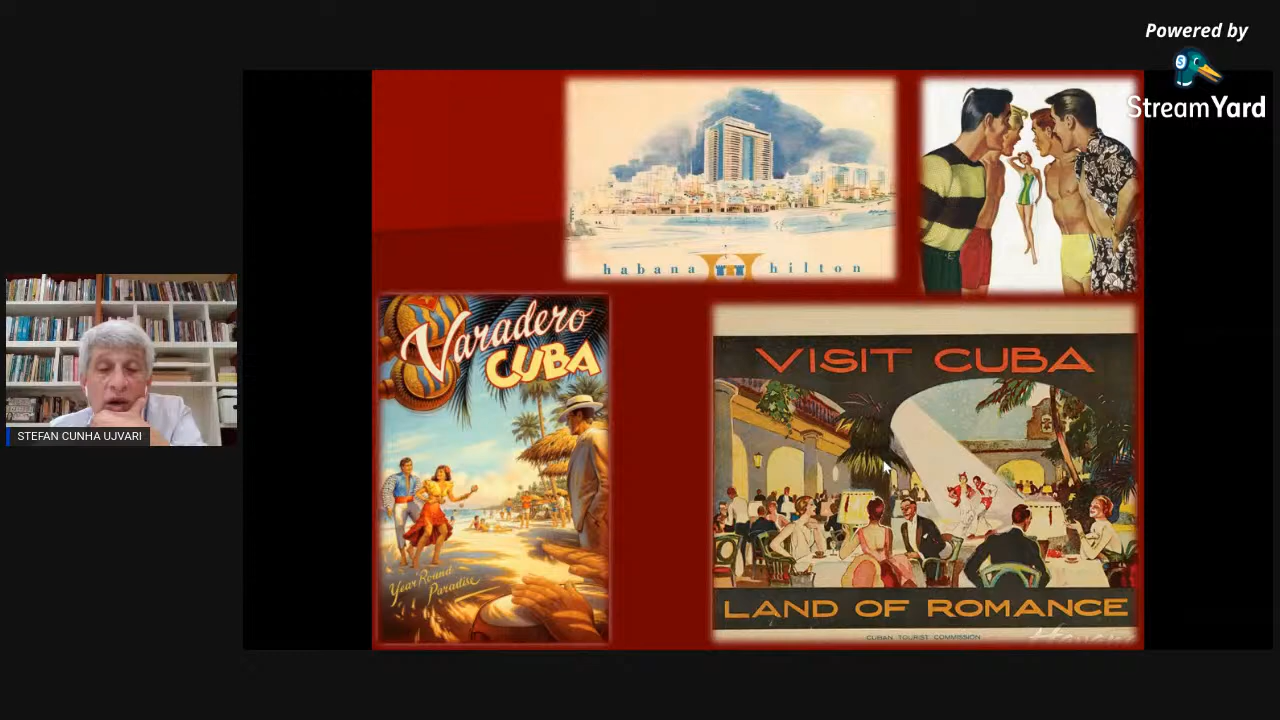 Powered by
StreamYard
habana hilton
Varadero
CUBA
Year Round
Paradise
VISIT CUBA
LAND OF ROMANCE
CUBAN TOURIST COMMISSION
Havana
STEFAN CUNHA UJVARI